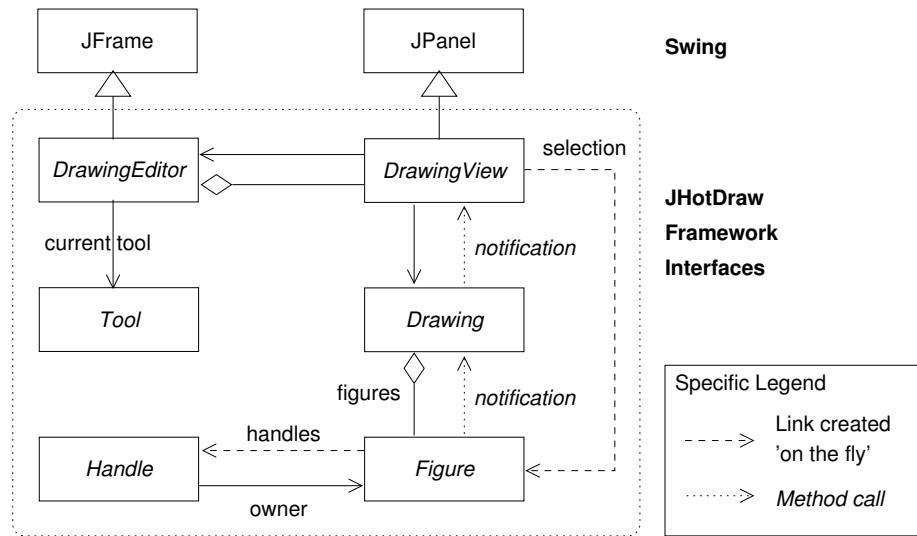 JFrame
JPanel
Swing
DrawingEditor
DrawingView
selection
JHotDraw
Framework
Interfaces
current tool
notification
Tool
Drawing
figures
notification
Specific Legend
Link created
'on the fly'
Method call
handles
Handle
Figure
owner